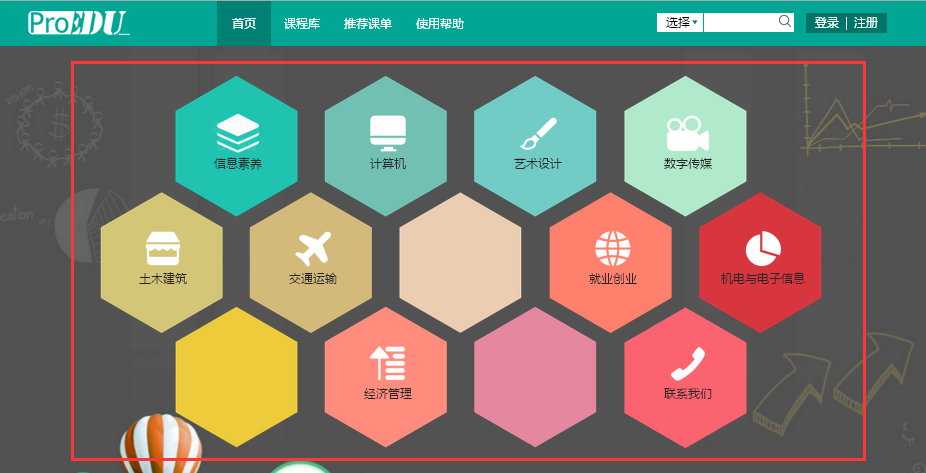 ProEDU_
首页
课程库
推荐课单
使用帮助
选择
登录 | 注册
vision
信息素养
计算机
艺术设计
数字传媒
土木建筑
交通运输
就业创业
机电与电子信息
经济管理
联系我们